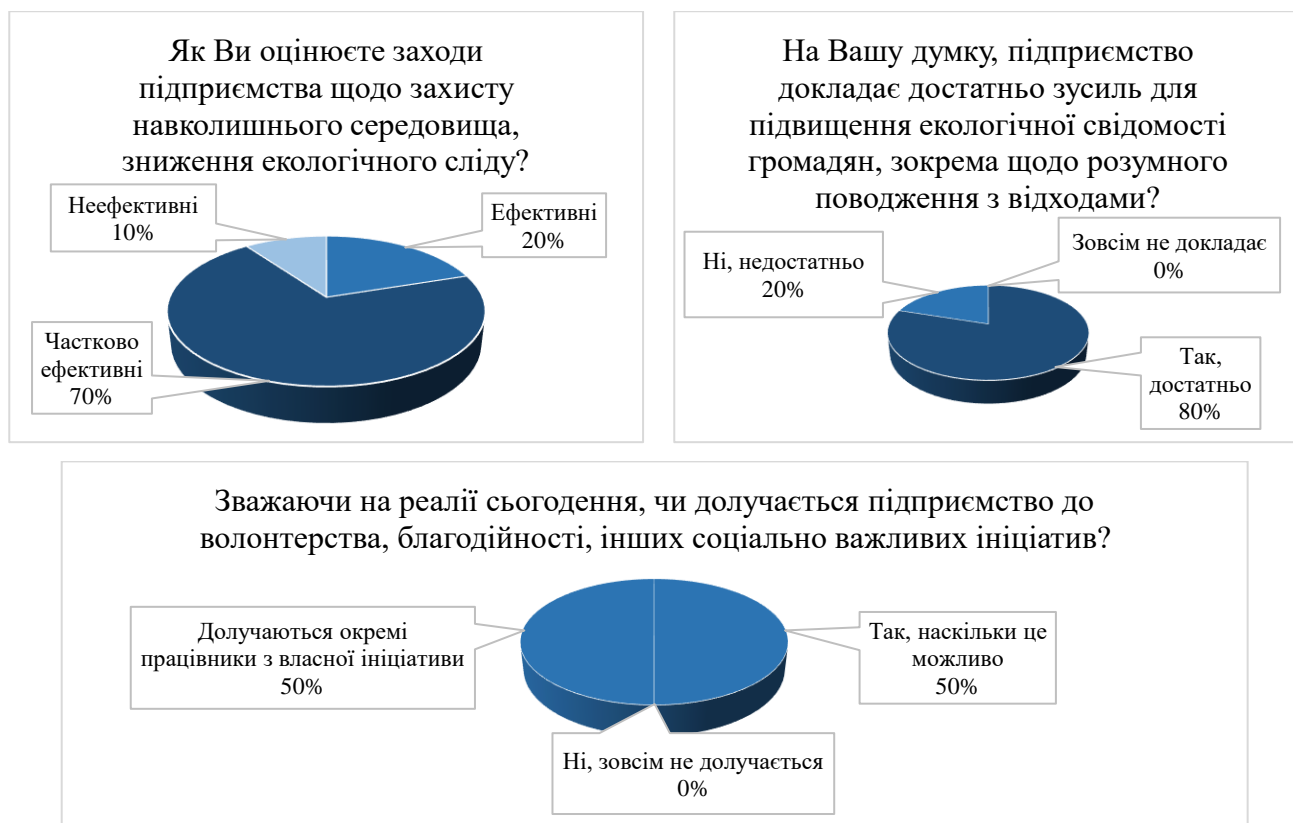 Як Ви оцінюєте заходи
підприємства щодо захисту
навколишнього середовища,
зниження екологічного сліду?
Неефективні
10%
Ефективні
20%
Частково
ефективні
70%
На Вашу думку, підприємство
докладає достатньо зусиль для
підвищення екологічної свідомості
громадян, зокрема щодо розумного
поводження з відходами?
Ні, недостатньо
20%
Зовсім не докладає
0%
Так,
достатньо
80%
Зважаючи на реалії сьогодення, чи долучається підприємство до
волонтерства, благодійності, інших соціально важливих ініціатив?
Долучаються окремі
працівники з власної ініціативи
50%
Так, наскільки це
можливо
50%
Ні, зовсім не долучається
0%